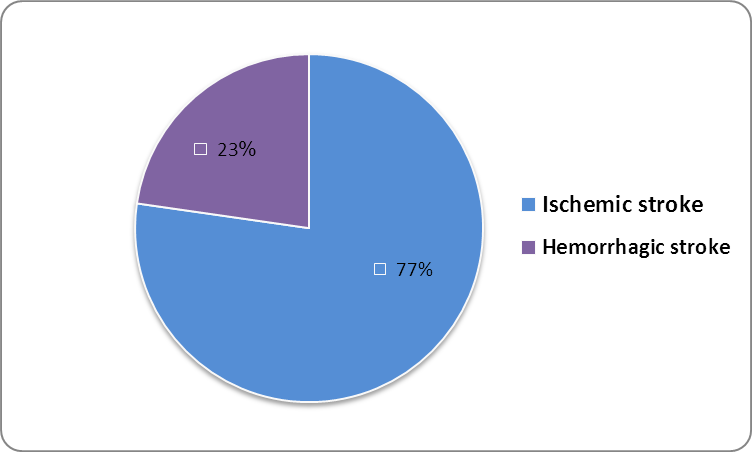 23%
77%
Ischemic stroke
Hemorrhagic stroke